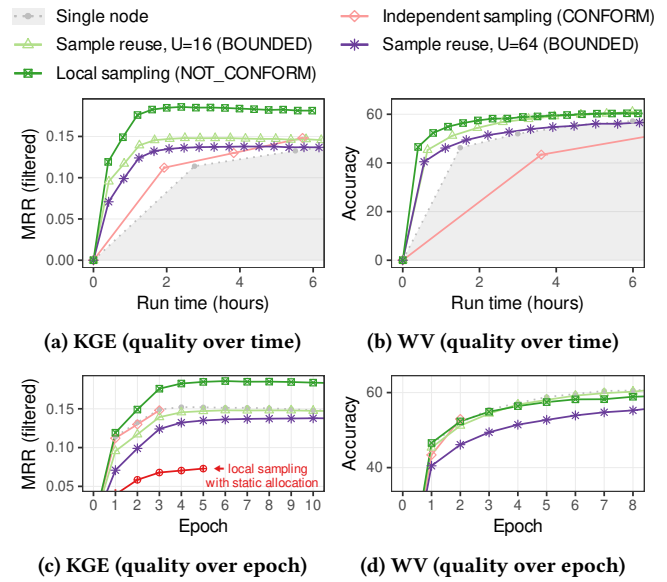 Single node
Independent sampling (CONFORM)
Sample reuse, U=16 (BOUNDED)
Sample reuse, U=64 (BOUNDED)
Local sampling (NOT_CONFORM)
MRR (filtered)
0.15
0.10
0.05
0.00
0 2 4 6
Run time (hours)
(a) KGE (quality over time)
Accuracy
60
40
20
0
0 2 4 6
Run time (hours)
(b) WV (quality over time)
MRR (filtered)
0.15
0.10
0.05
local sampling
with static allocation
0 1 2 3 4 5 6 7 8 9 10
Epoch
(c) KGE (quality over epoch)
Accuracy
60
40
0 1 2 3 4 5 6 7 8
Epoch
(d) WV (quality over epoch)